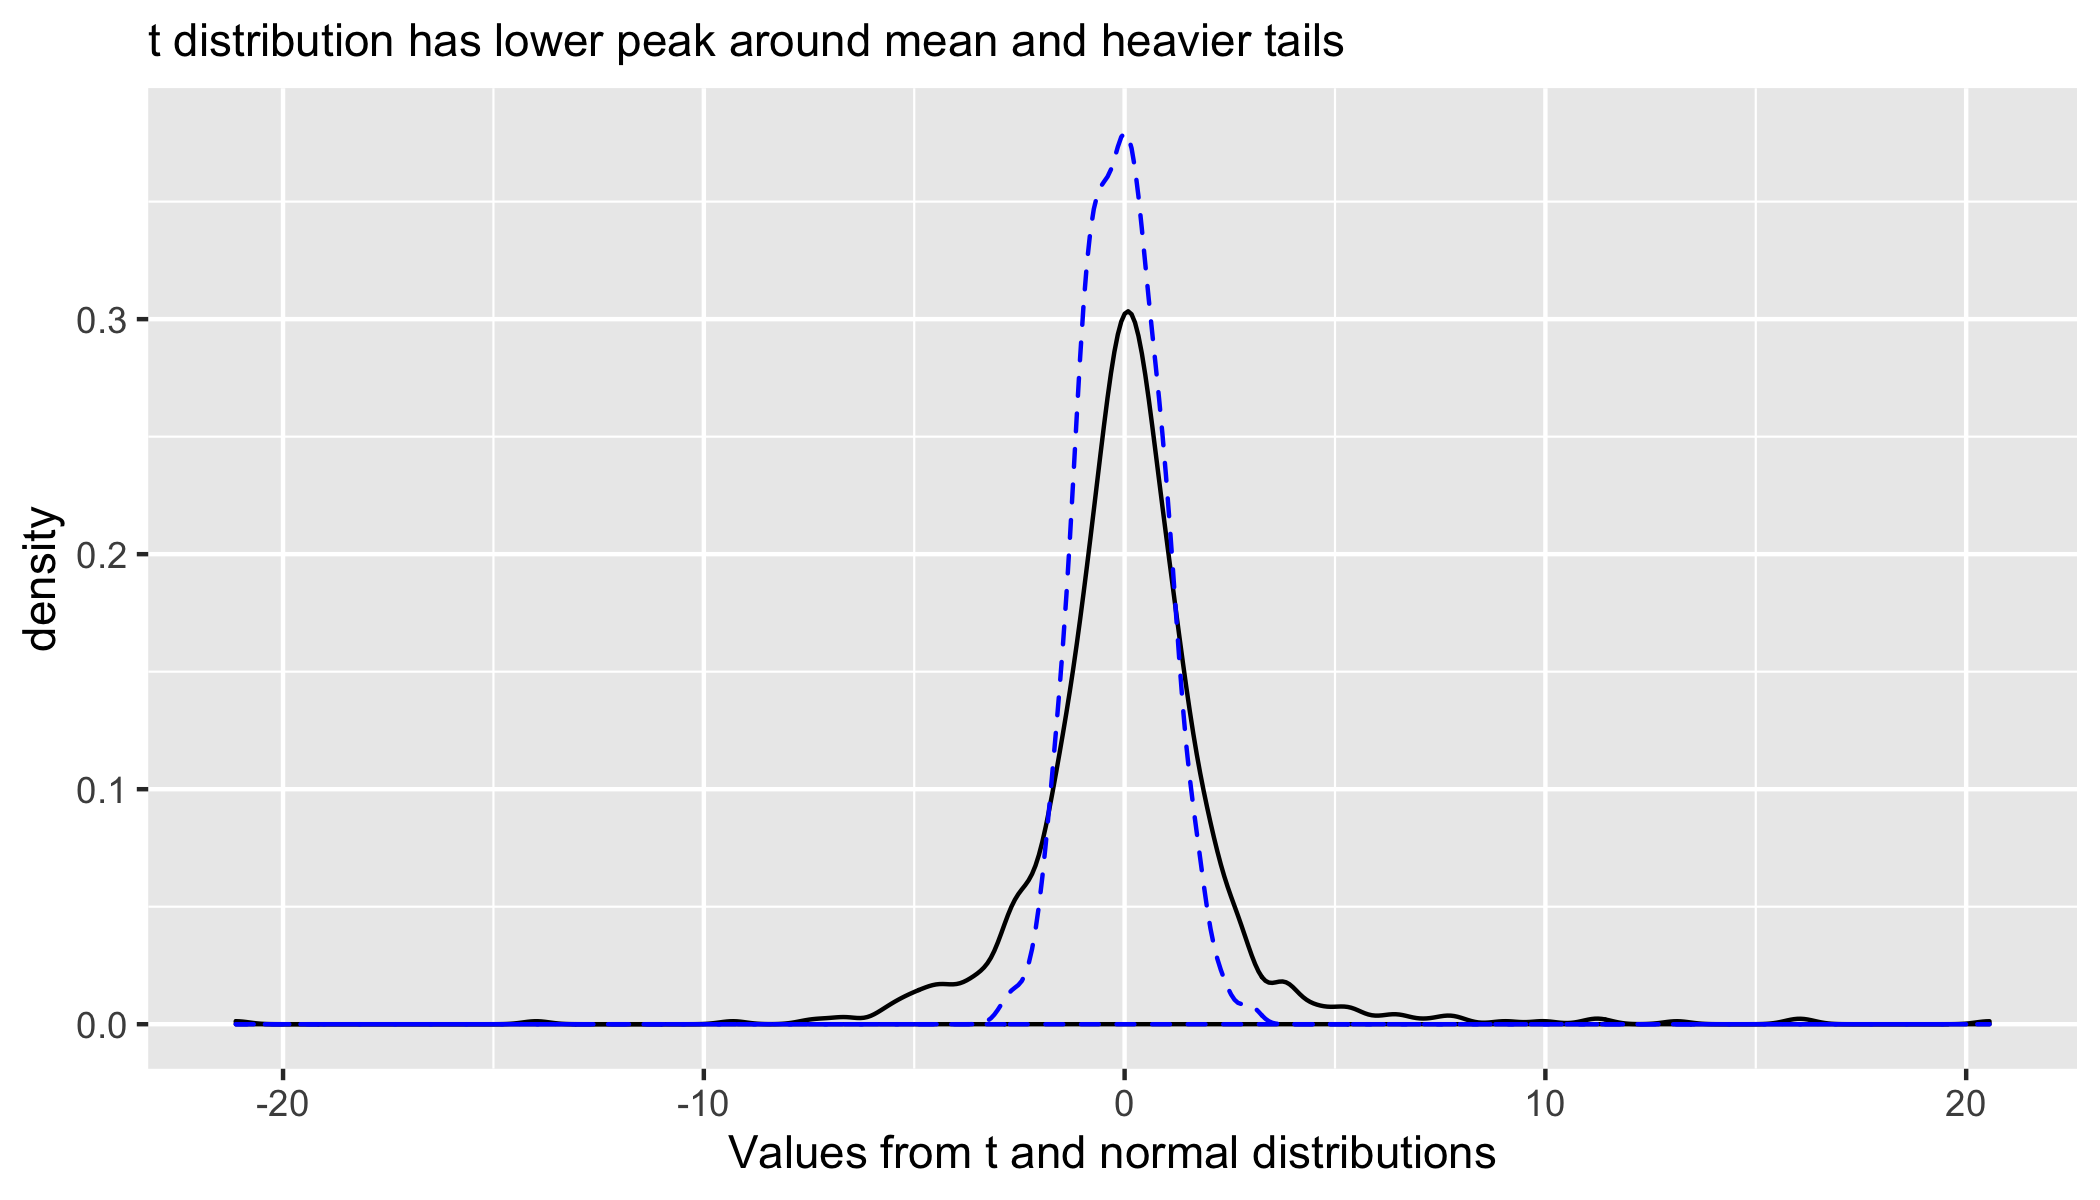 t distribution has lower peak around mean and heavier tails
density
0.3
0.2
0.1
0.0
-20 -10 0 10 20
Values from t and normal distributions